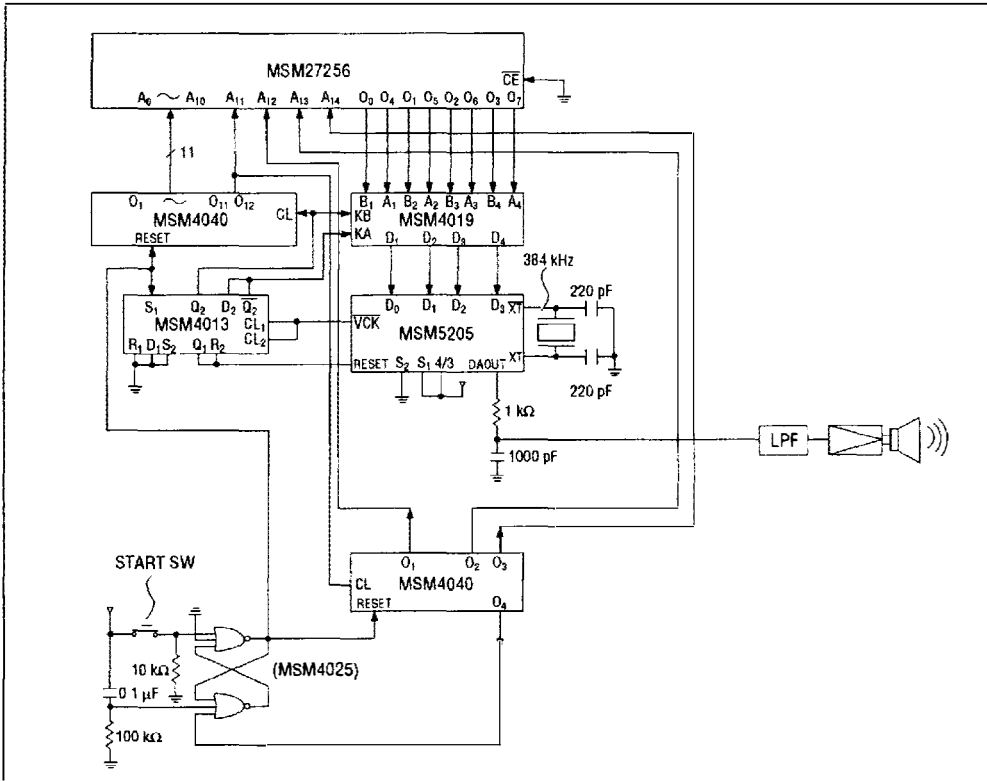 MSM27256
CE
A6 ~ A10 A11 A12 A13 A14 O0 O4 O1 O5 O2 O6 O3 O7
11
O1 ~ O11 O12
MSM4040
CL
RESET
B1 A1 B2 A2 B3 A3 B4 A4
KB
MSM4019
KA
D1 D2 D3 D4
384 kHz
220 pF
S1 Q2 D2 Q2
MSM4013
CL1
CL2
R1 D1 S2 Q1 R2
D0 D1 D2 D3
XT
VCK
MSM5205
XT
RESET S2 S1 4/3 DAOUT
220 pF
1 kΩ
1000 pF
LPF
O1 O2 O3
MSM4040
CL
RESET
O4
START SW
10 kΩ
(MSM4025)
0 1 µF
100 kΩ